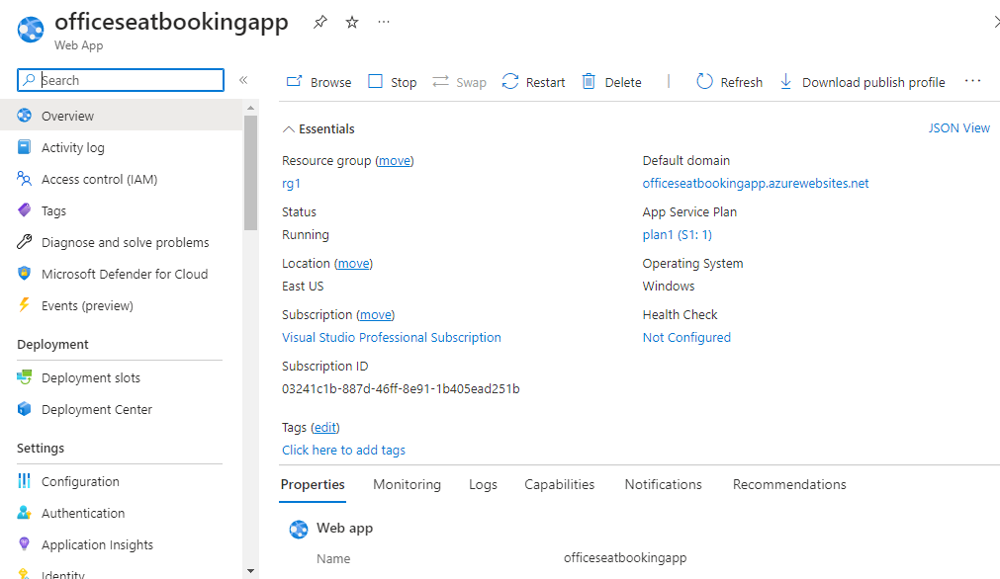 officeseatbookingapp ...
Web App
Search «
Browse Stop Swap Restart Delete | Refresh Download publish profile ...
Overview
Activity log
Access control (IAM)
Tags
Diagnose and solve problems
Microsoft Defender for Cloud
Events (preview)
Deployment
Deployment slots
Deployment Center
Settings
Configuration
Authentication
Application Insights
Identity
Essentials JSON View
Resource group (move)
rg1
Status
Running
Location (move)
East US
Subscription (move)
Visual Studio Professional Subscription
Subscription ID
03241c1b-887d-46ff-8e91-1b405ead251b
Default domain
officeseatbookingapp.azurewebsites.net
App Service Plan
plan1 (S1: 1)
Operating System
Windows
Health Check
Not Configured
Tags (edit)
Click here to add tags
Properties Monitoring Logs Capabilities Notifications Recommendations
Web app
Name officeseatbookingapp